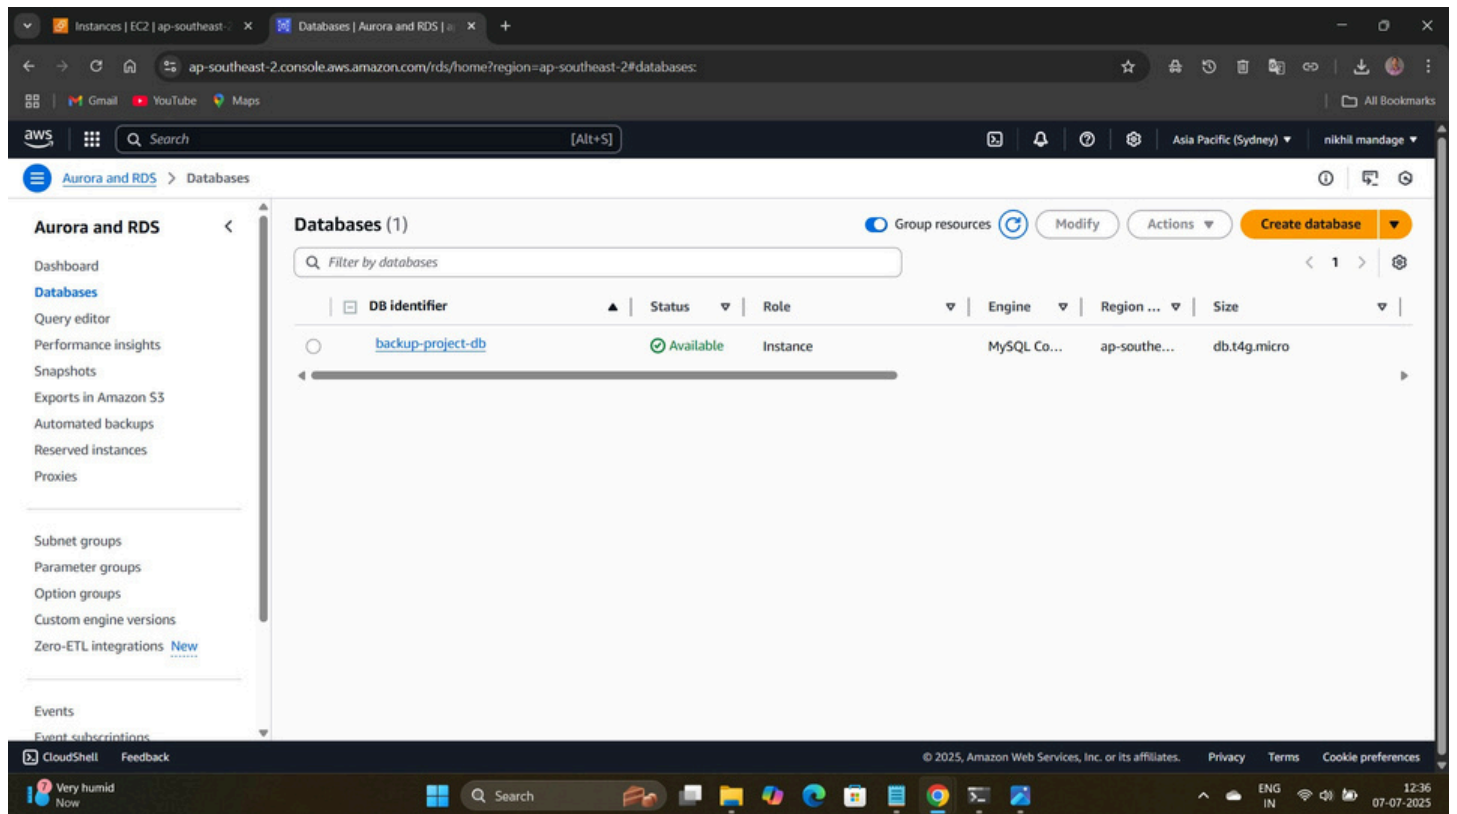 Instances | EC2 | ap-southeast-2
Databases | Aurora and RDS | a
ap-southeast-2.console.aws.amazon.com/rds/home?region=ap-southeast-2#databases:
Gmail YouTube Maps All Bookmarks
aws Search [Alt+S] Asia Pacific (Sydney) nikhil mandage
Aurora and RDS > Databases
Aurora and RDS
Dashboard
Databases
Query editor
Performance insights
Snapshots
Exports in Amazon S3
Automated backups
Reserved instances
Proxies
Subnet groups
Parameter groups
Option groups
Custom engine versions
Zero-ETL integrations New
Events
Event subscriptions
Databases (1) Group resources Modify Actions Create database
Filter by databases 1
DB identifier Status Role Engine Region ... Size
backup-project-db Available Instance MySQL Co... ap-southe... db.t4g.micro
CloudShell Feedback © 2025, Amazon Web Services, Inc. or its affiliates. Privacy Terms Cookie preferences
7 Very humid
Now
Search
ENG
IN
12:36
07-07-2025